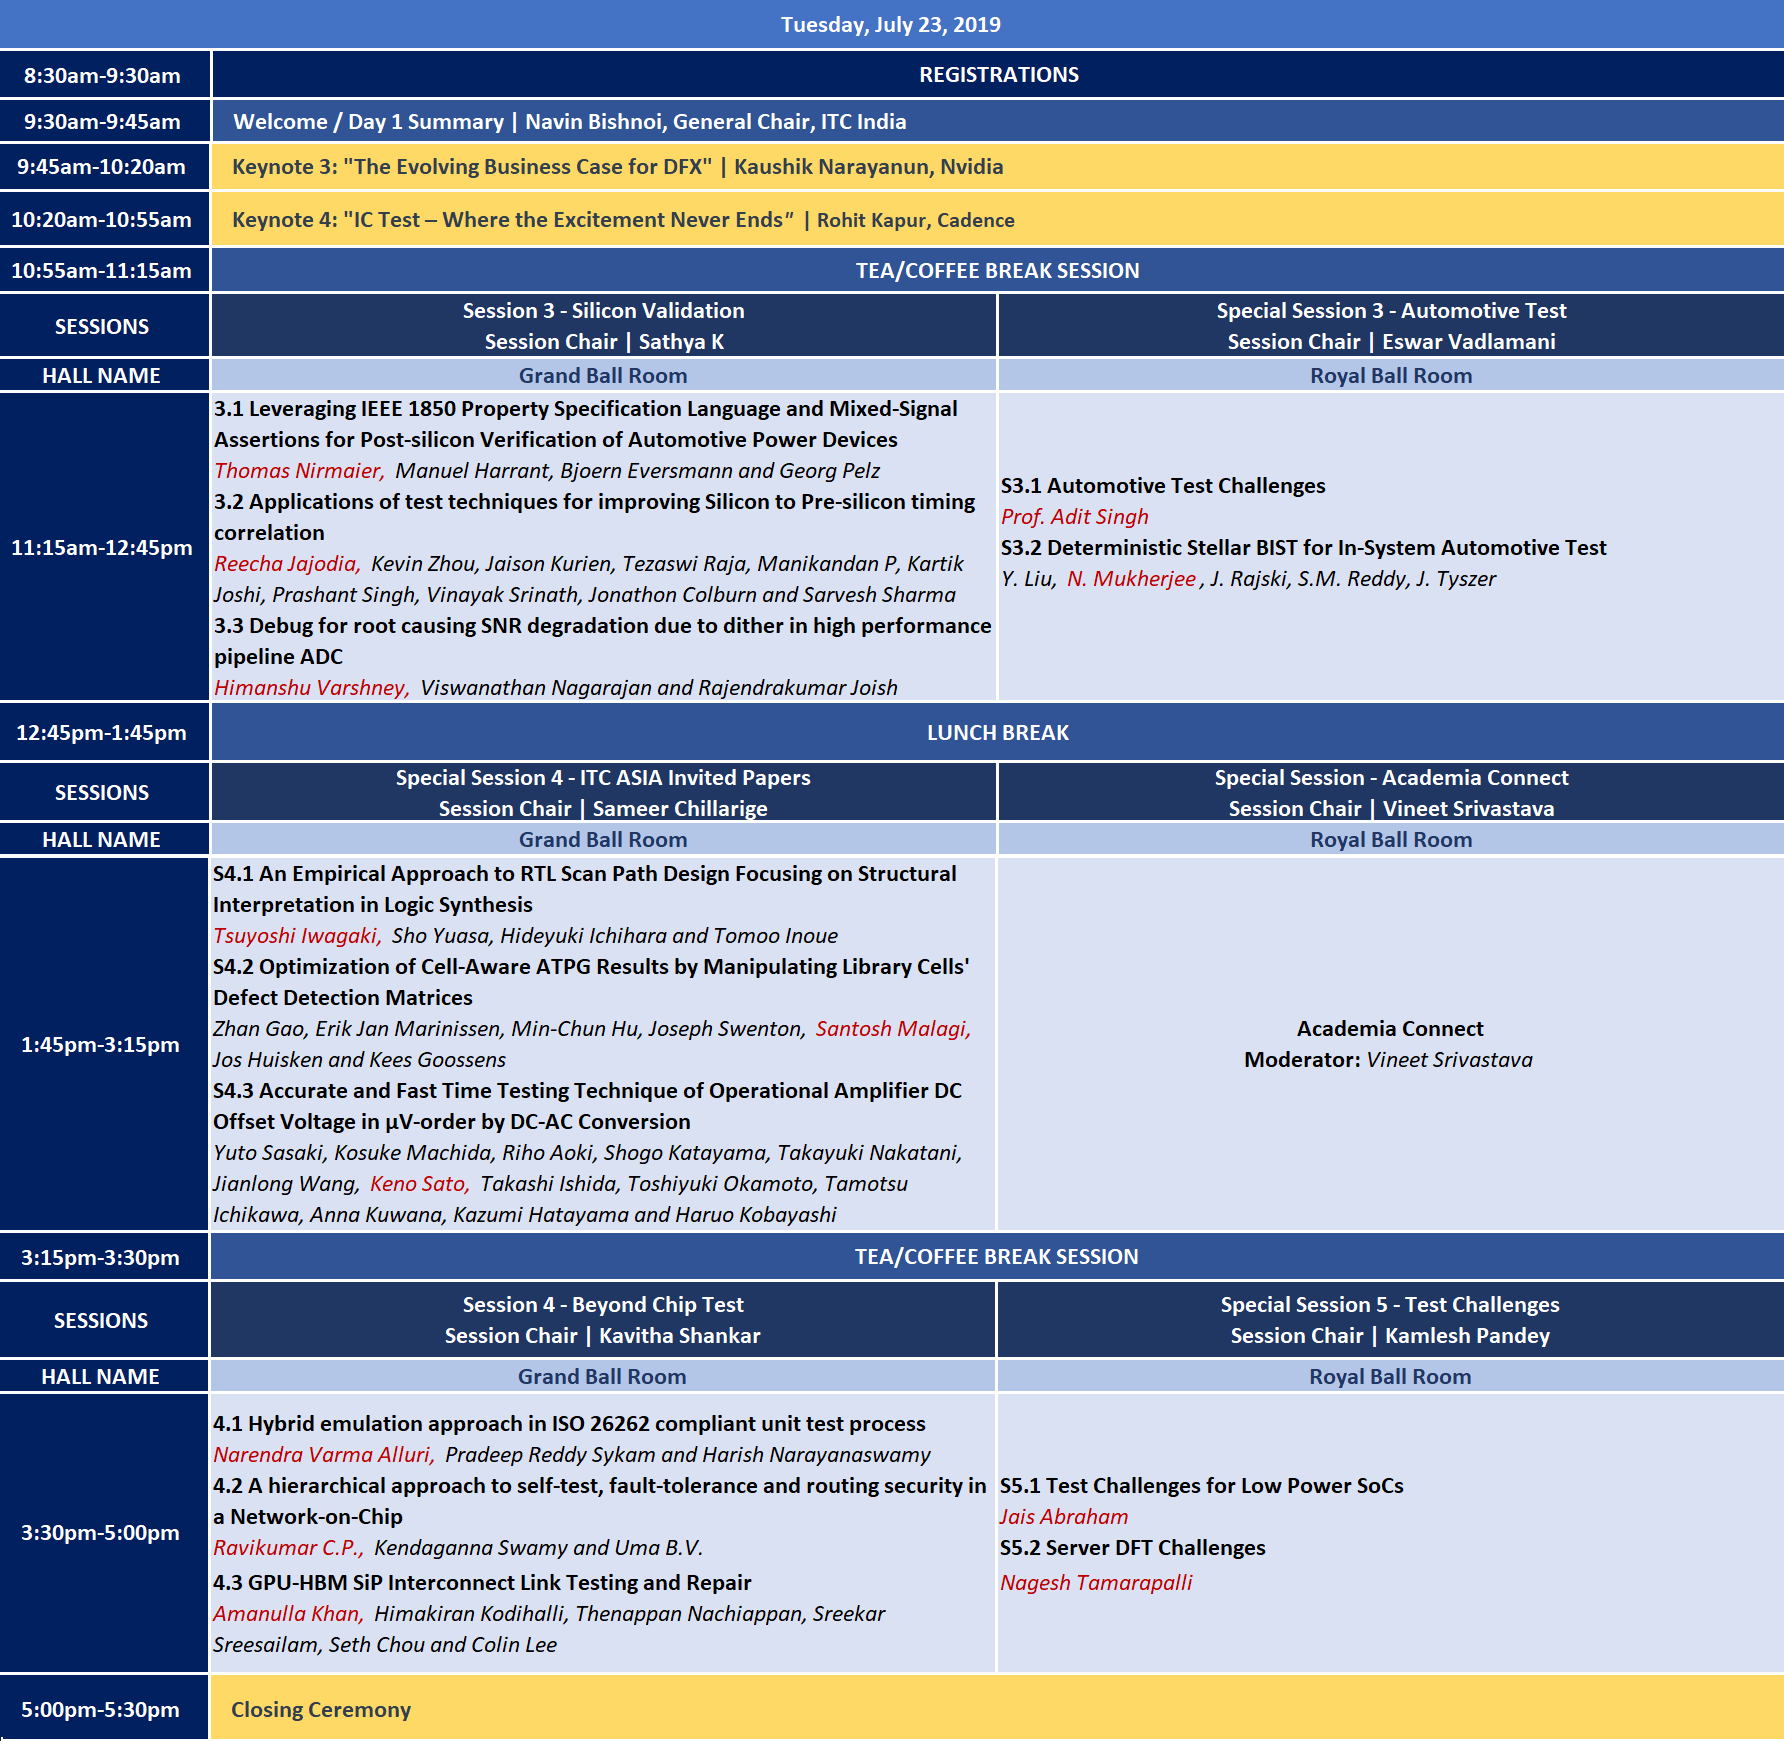 Tuesday, July 23, 2019
8:30am-9:30am
REGISTRATIONS
9:30am-9:45am
Welcome / Day 1 Summary | Navin Bishnoi, General Chair, ITC India
9:45am-10:20am
Keynote 3: "The Evolving Business Case for DFX" | Kaushik Narayanun, Nvidia
10:20am-10:55am
Keynote 4: "IC Test – Where the Excitement Never Ends" | Rohit Kapur, Cadence
10:55am-11:15am
TEA/COFFEE BREAK SESSION
SESSIONS
Session 3 - Silicon Validation
Session Chair | Sathya K
Special Session 3 - Automotive Test
Session Chair | Eswar Vadlamani
HALL NAME
Grand Ball Room
Royal Ball Room
11:15am-12:45pm
3.1 Leveraging IEEE 1850 Property Specification Language and Mixed-Signal
Assertions for Post-silicon Verification of Automotive Power Devices
Thomas Nirmaier, Manuel Harrant, Bjoern Eversmann and Georg Pelz
3.2 Applications of test techniques for improving Silicon to Pre-silicon timing
correlation
Reecha Jajodia, Kevin Zhou, Jaison Kurien, Tezaswi Raja, Manikandan P, Kartik
Joshi, Prashant Singh, Vinayak Srinath, Jonathon Colburn and Sarvesh Sharma
3.3 Debug for root causing SNR degradation due to dither in high performance
pipeline ADC
Himanshu Varshney, Viswanathan Nagarajan and Rajendrakumar Joish
S3.1 Automotive Test Challenges
Prof. Adit Singh
S3.2 Deterministic Stellar BIST for In-System Automotive Test
Y. Liu, N. Mukherjee , J. Rajski, S.M. Reddy, J. Tyszer
12:45pm-1:45pm
LUNCH BREAK
SESSIONS
Special Session 4 - ITC ASIA Invited Papers
Session Chair | Sameer Chillarige
Special Session - Academia Connect
Session Chair | Vineet Srivastava
HALL NAME
Grand Ball Room
Royal Ball Room
1:45pm-3:15pm
S4.1 An Empirical Approach to RTL Scan Path Design Focusing on Structural
Interpretation in Logic Synthesis
Tsuyoshi Iwagaki, Sho Yuasa, Hideyuki Ichihara and Tomoo Inoue
S4.2 Optimization of Cell-Aware ATPG Results by Manipulating Library Cells'
Defect Detection Matrices
Zhan Gao, Erik Jan Marinissen, Min-Chun Hu, Joseph Swenton, Santosh Malagi,
Jos Huisken and Kees Goossens
S4.3 Accurate and Fast Time Testing Technique of Operational Amplifier DC
Offset Voltage in µV-order by DC-AC Conversion
Yuto Sasaki, Kosuke Machida, Riho Aoki, Shogo Katayama, Takayuki Nakatani,
Jianlong Wang, Keno Sato, Takashi Ishida, Toshiyuki Okamoto, Tamotsu
Ichikawa, Anna Kuwana, Kazumi Hatayama and Haruo Kobayashi
Academia Connect
Moderator: Vineet Srivastava
3:15pm-3:30pm
TEA/COFFEE BREAK SESSION
SESSIONS
Session 4 - Beyond Chip Test
Session Chair | Kavitha Shankar
Special Session 5 - Test Challenges
Session Chair | Kamlesh Pandey
HALL NAME
Grand Ball Room
Royal Ball Room
3:30pm-5:00pm
4.1 Hybrid emulation approach in ISO 26262 compliant unit test process
Narendra Varma Alluri, Pradeep Reddy Sykam and Harish Narayanaswamy
4.2 A hierarchical approach to self-test, fault-tolerance and routing security in
a Network-on-Chip
Ravikumar C.P., Kendaganna Swamy and Uma B.V.
4.3 GPU-HBM SiP Interconnect Link Testing and Repair
Amanulla Khan, Himakiran Kodihalli, Thenappan Nachiappan, Sreekar
Sreesailam, Seth Chou and Colin Lee
S5.1 Test Challenges for Low Power SoCs
Jais Abraham
S5.2 Server DFT Challenges
Nagesh Tamarapalli
5:00pm-5:30pm
Closing Ceremony